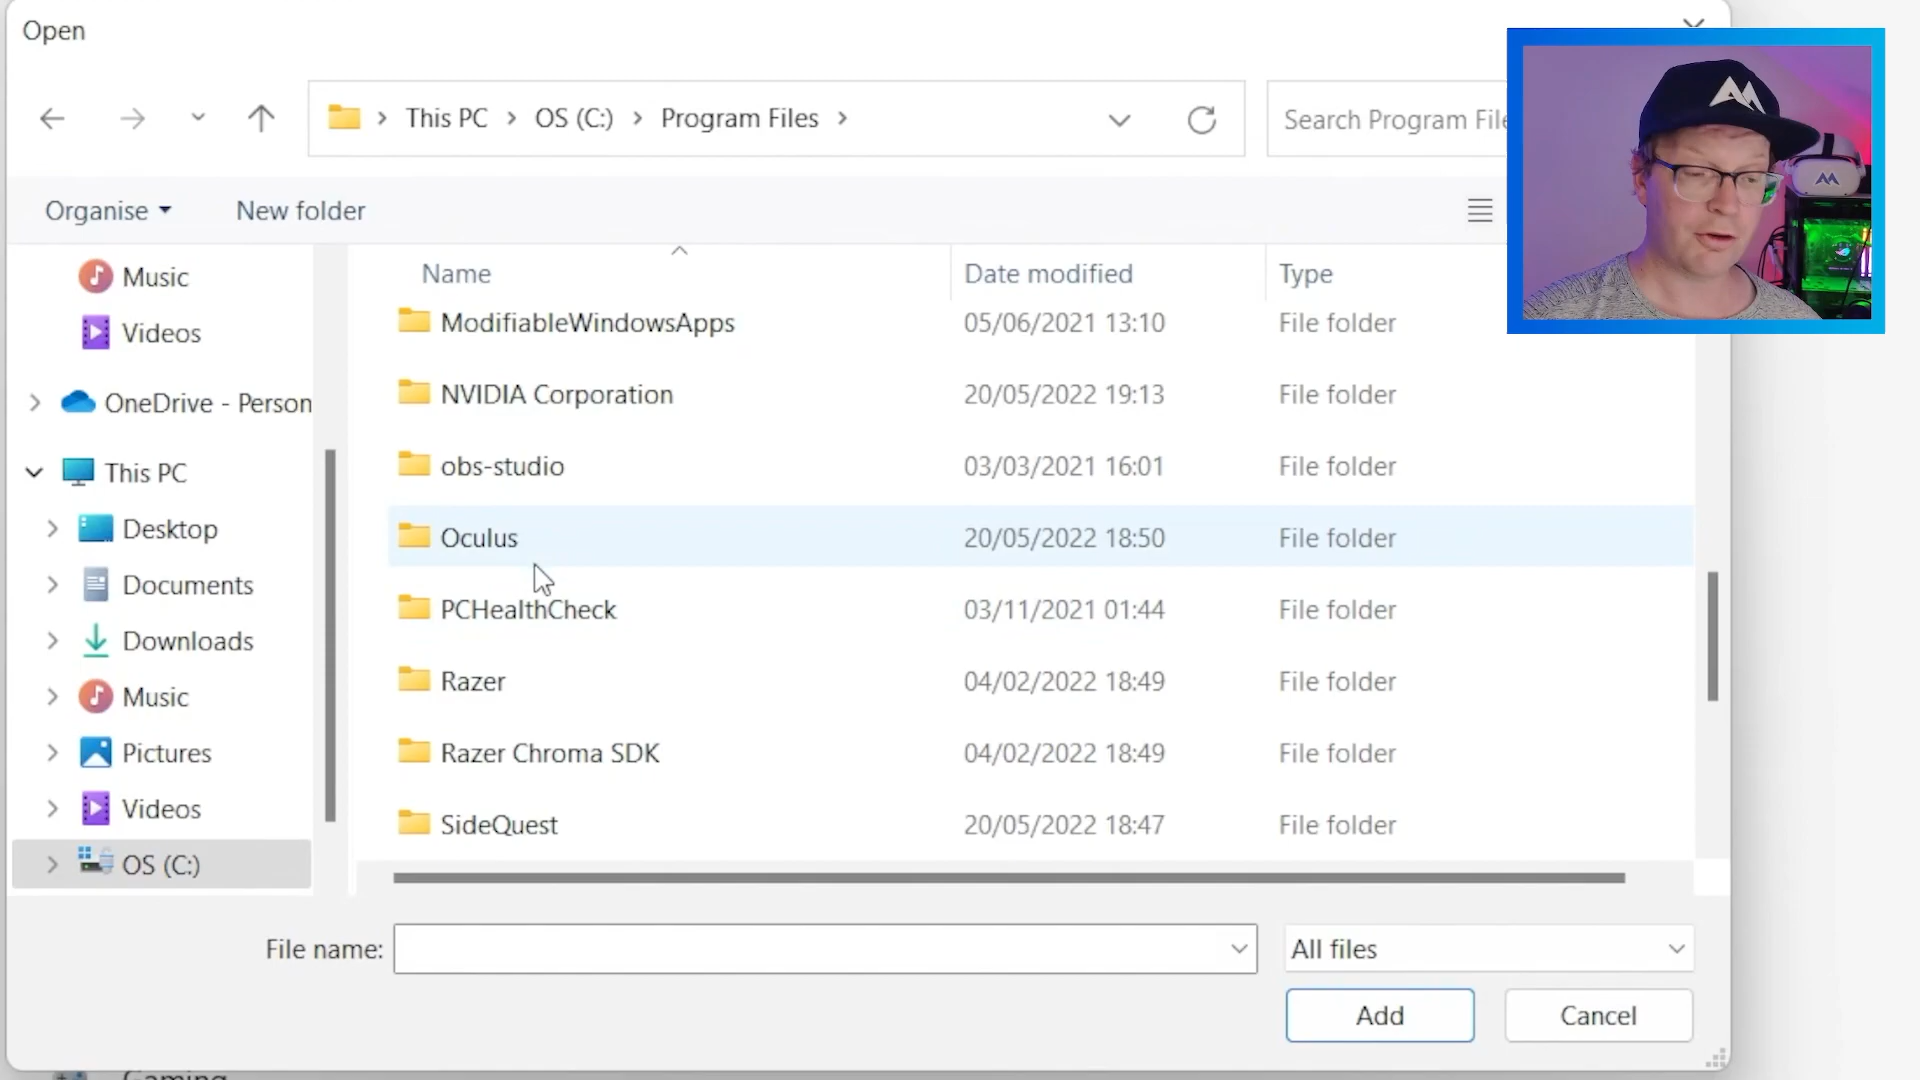 Open
This PC OS (C:) Program Files
Search Program File
Organise New folder
Name Date modified Type
Music
Videos
OneDrive - Person
This PC
Desktop
Documents
Downloads
Music
Pictures
Videos
OS (C:)
ModifiableWindowsApps 05/06/2021 13:10 File folder
NVIDIA Corporation 20/05/2022 19:13 File folder
obs-studio 03/03/2021 16:01 File folder
Oculus 20/05/2022 18:50 File folder
PCHealthCheck 03/11/2021 01:44 File folder
Razer 04/02/2022 18:49 File folder
Razer Chroma SDK 04/02/2022 18:49 File folder
SideQuest 20/05/2022 18:47 File folder
File name: All files
Add Cancel
Gaming